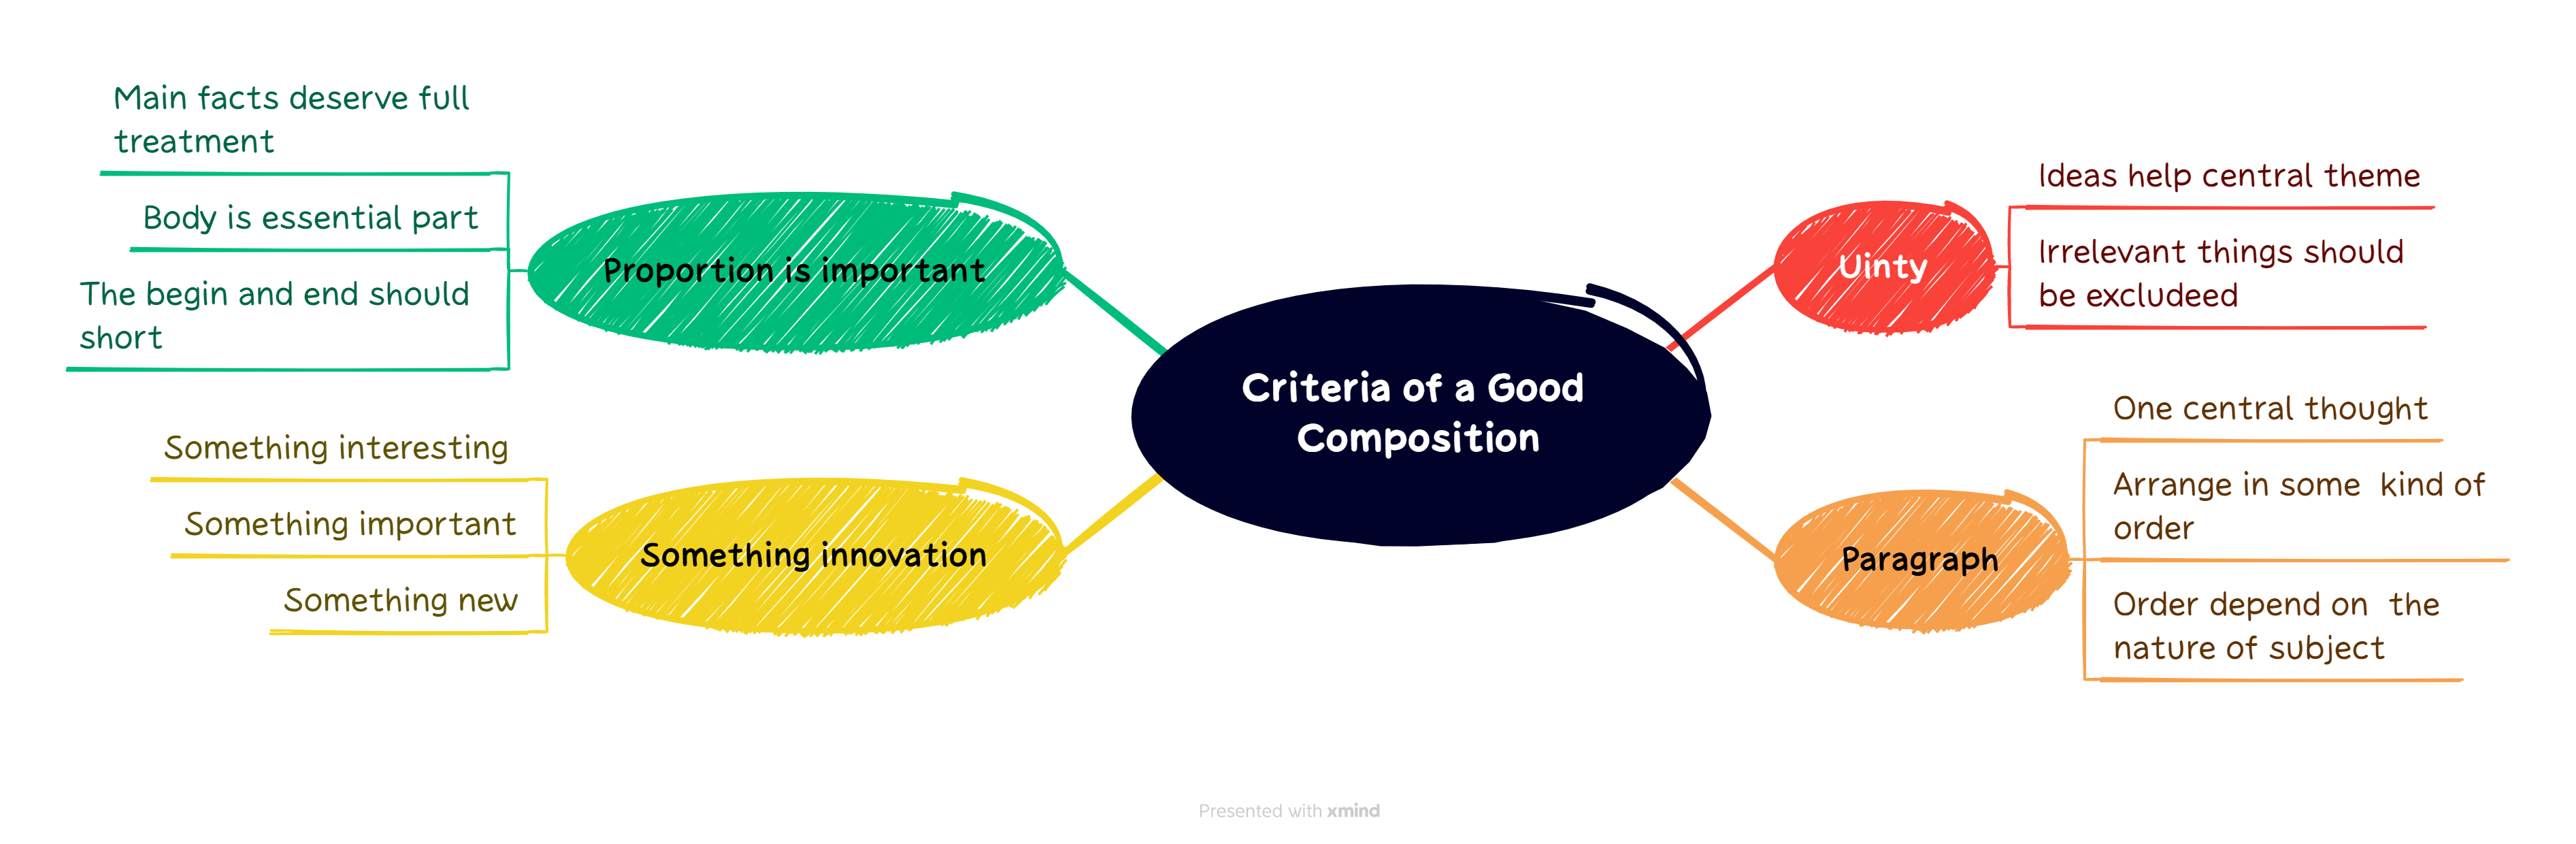 Main facts deserve full
treatment
Body is essential part
The begin and end should
short
Proportion is important
Something interesting
Something important
Something new
Something innovation
Criteria of a Good
Composition
Uinty
Ideas help central theme
Irrelevant things should
be excludeed
Paragraph
One central thought
Arrange in some  kind of
order
Order depend on  the
nature of subject
Presented with xmind